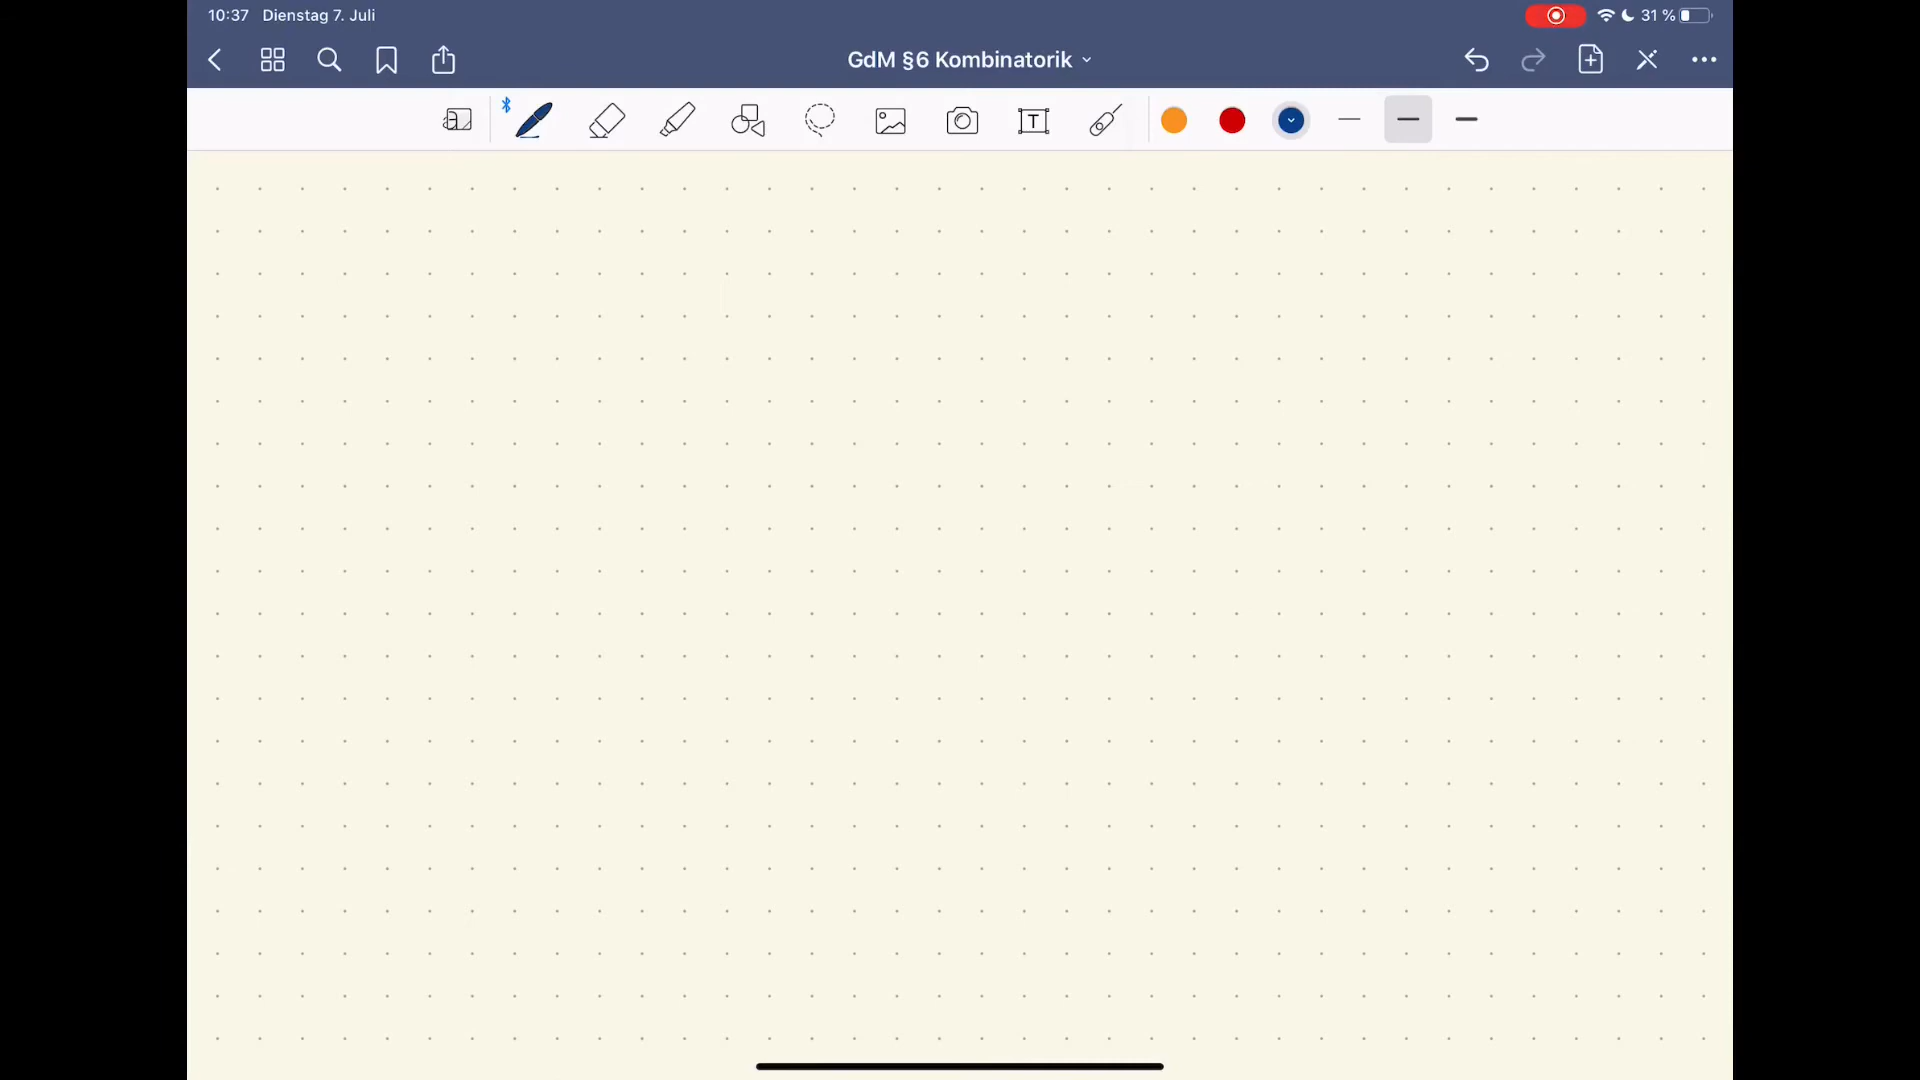 10:37 Dienstag 7. Juli 31 %
GdM §6 Kombinatorik